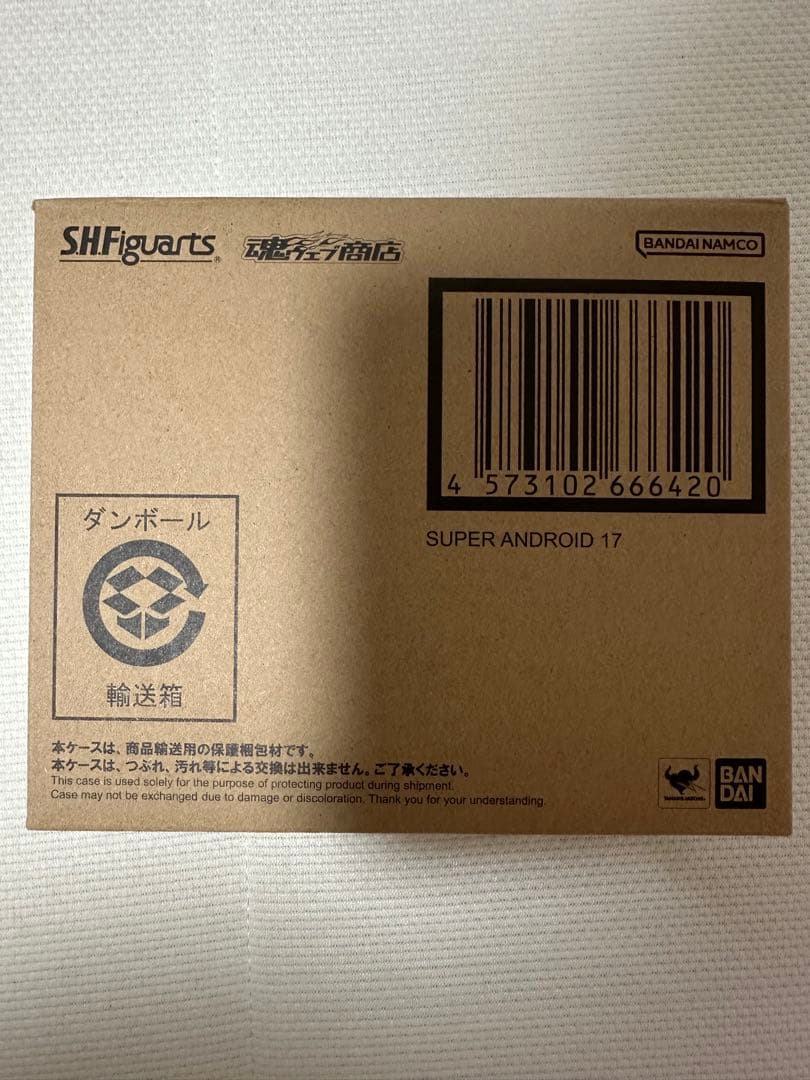 S.H.Figuarts®
魂ウェブ商店
BANDAI NAMCO
4 573102 666420
SUPER ANDROID 17
ダンボール
輸送箱
本ケースは、商品輸送用の保護梱包材です。
本ケースは、つぶれ、汚れ等による交換は出来ません。ご了承ください。
This case is used solely for the purpose of protecting product during shipment.
Case may not be exchanged due to damage or discoloration. Thank you for your understanding.
TAMASHII NATIONS
BAN
DAI